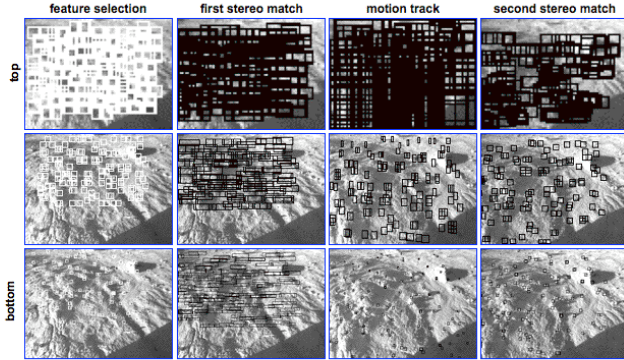 feature selection first stereo match motion track second stereo match
top
bottom